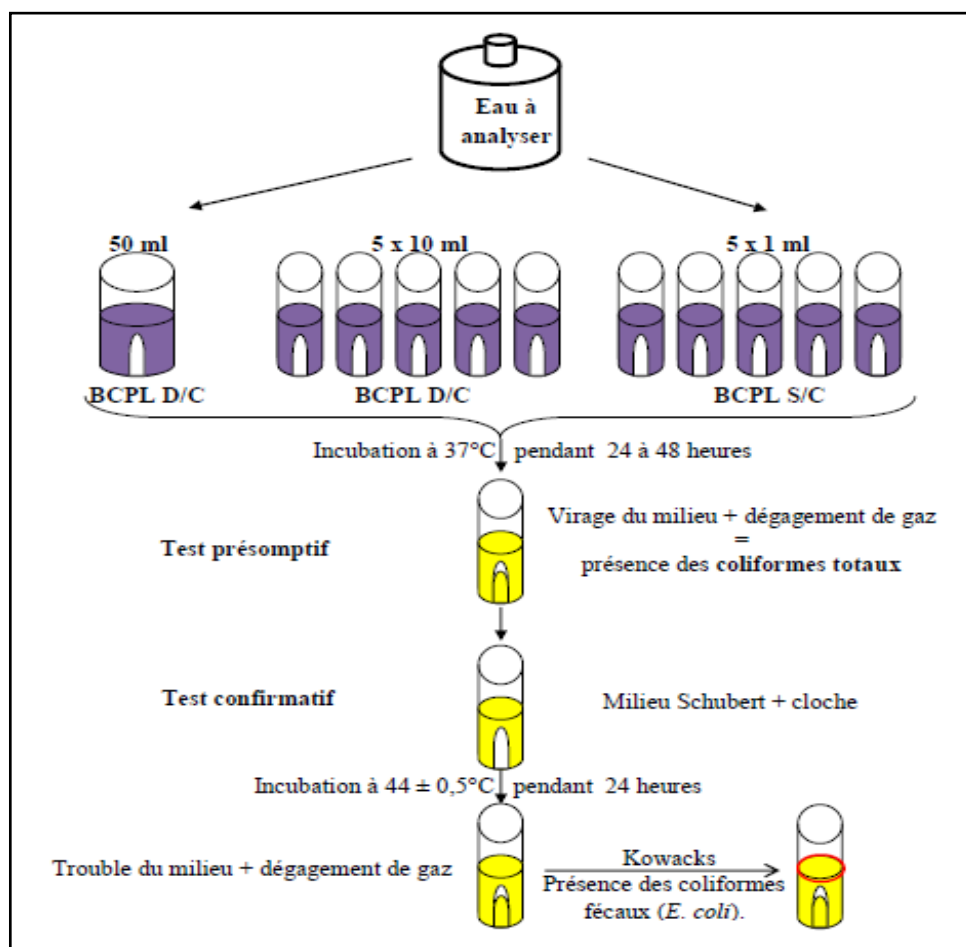 Eau à
analyser
50 ml
5 x 10 ml
5 x 1 ml
BCPL D/C
BCPL D/C
BCPL S/C
Incubation à 37°C pendant 24 à 48 heures
Virage du milieu + dégagement de gaz
=
présence des coliformes totaux
Test présomptif
Test confirmatif
Milieu Schubert + cloche
Incubation à 44 ± 0,5°C pendant 24 heures
Trouble du milieu + dégagement de gaz
Kowacks
Présence des coliformes
fécaux (E. coli).